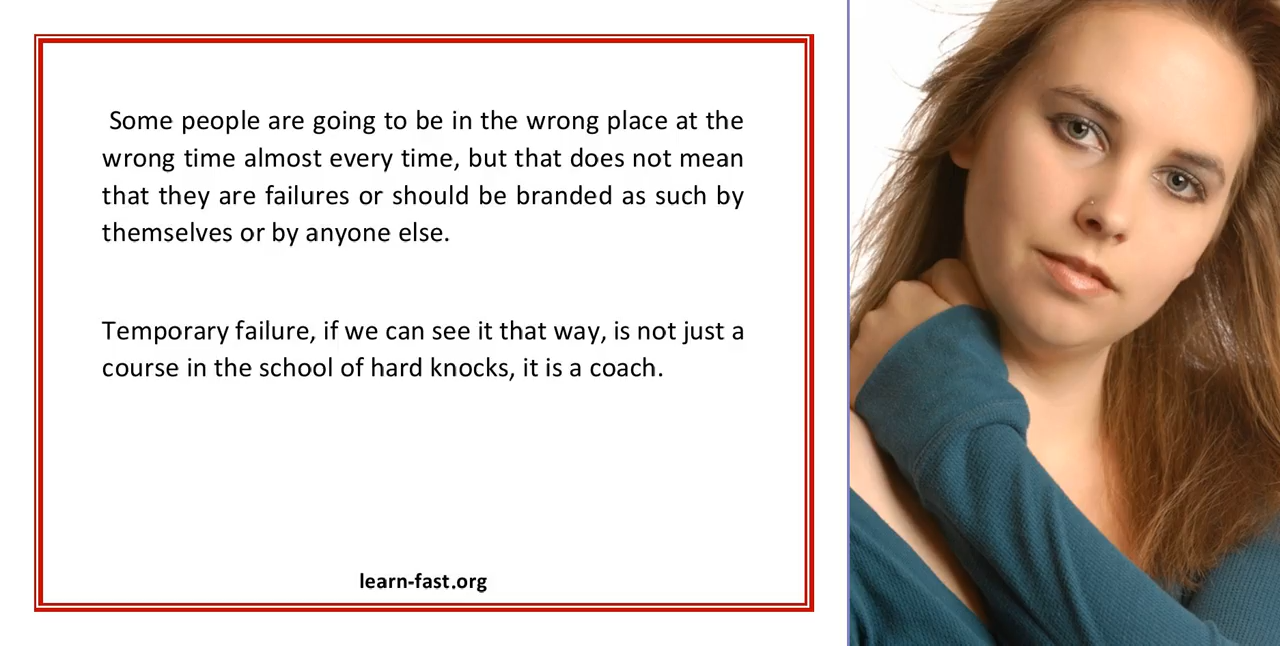 Some people are going to be in the wrong place at the
wrong time almost every time, but that does not mean
that they are failures or should be branded as such by
themselves or by anyone else.
Temporary failure, if we can see it that way, is not just a
course in the school of hard knocks, it is a coach.
learn-fast.org